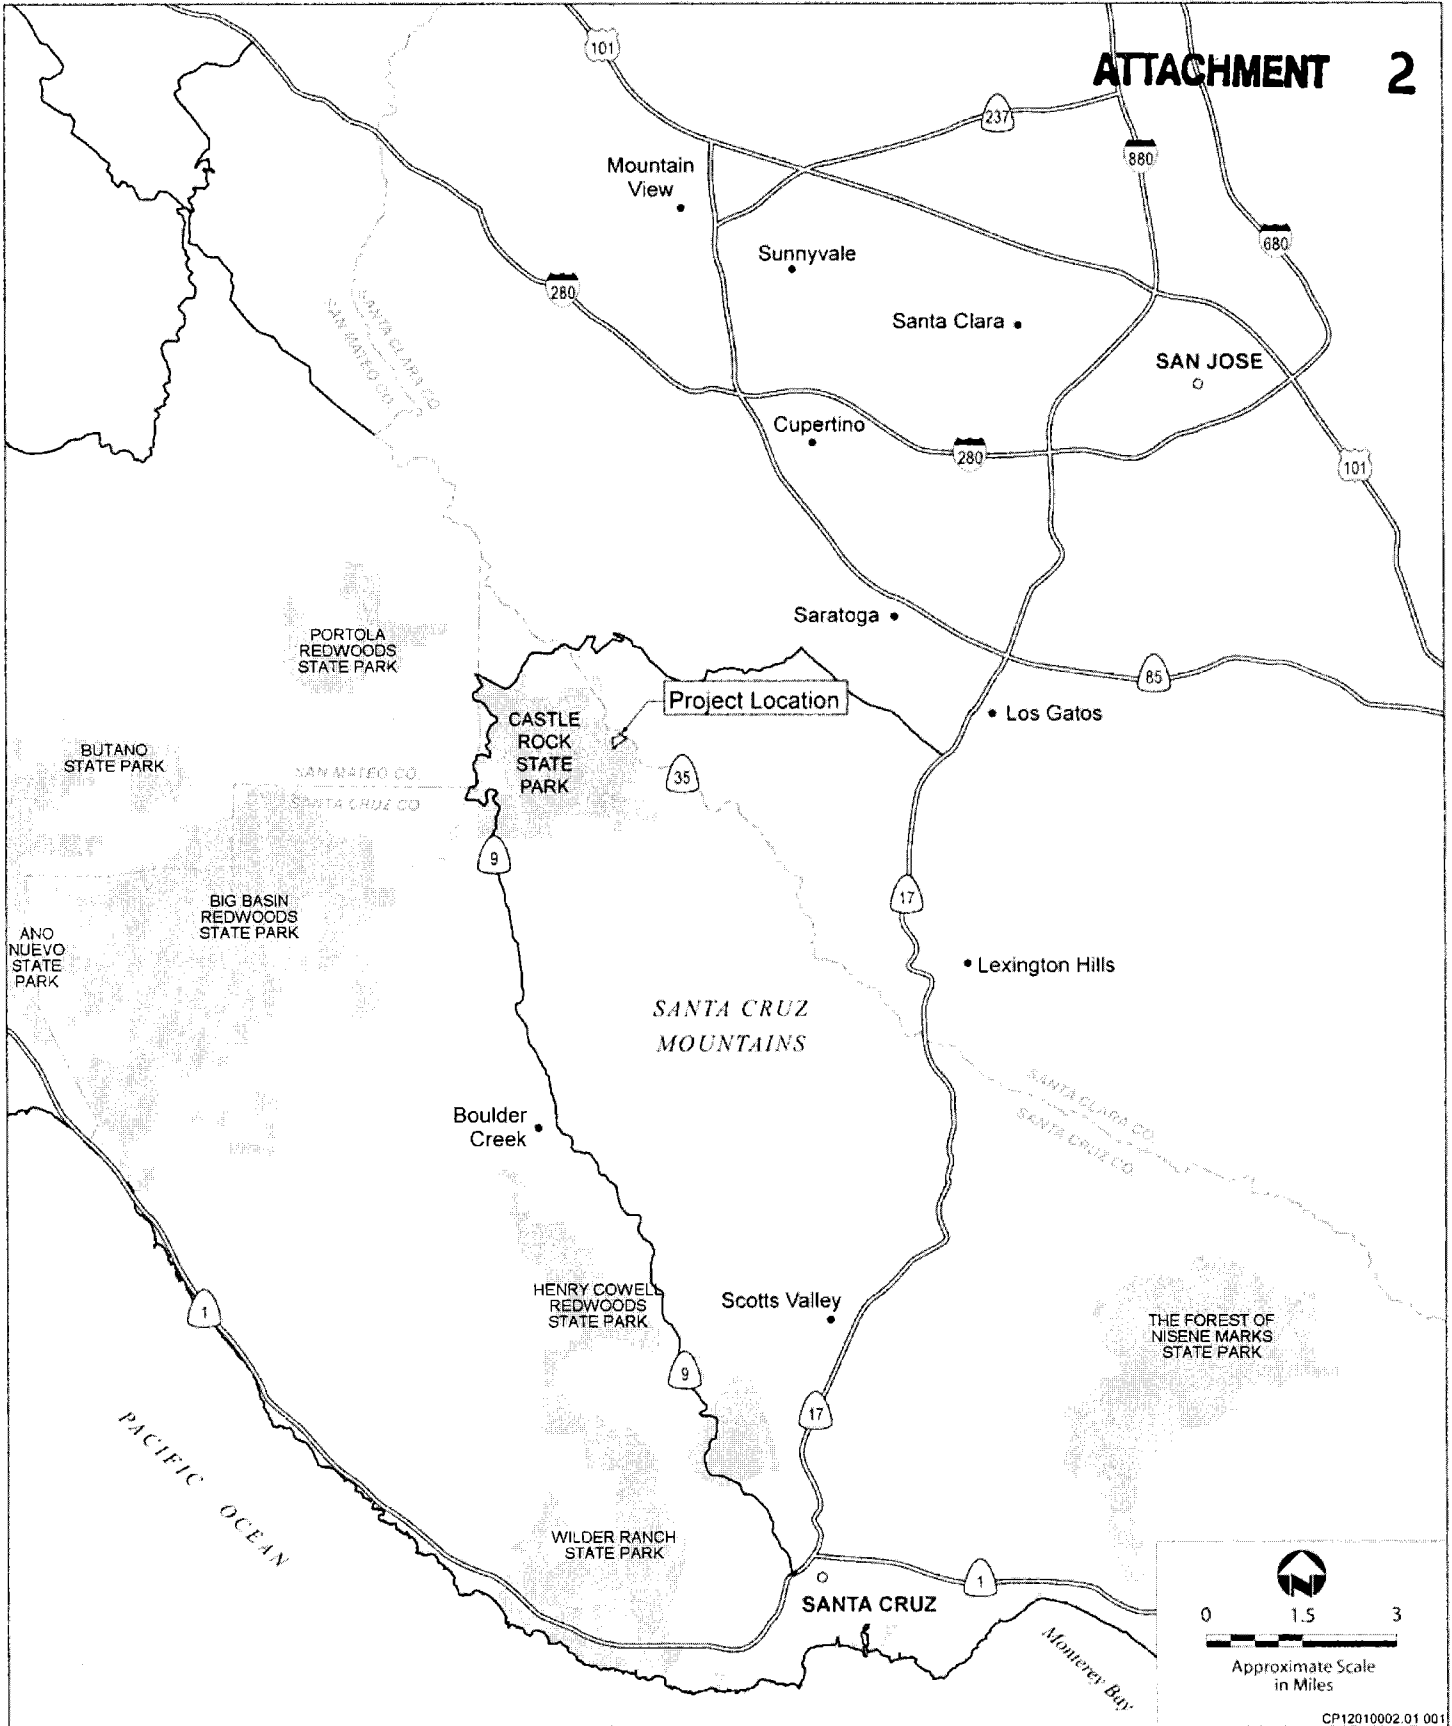 ATTACHMENT 2
101
237
880
Mountain
View
680
Sunnyvale
280
Santa Clara
SANTA CLARA CO
SAN MATEO CO.
SAN JOSE
Cupertino
280
101
Saratoga
PORTOLA
REDWOODS
STATE PARK
85
Project Location
Los Gatos
CASTLE
ROCK
STATE
PARK
BUTANO
STATE PARK
35
SAN MATEO CO.
SANTA CRUZ CO
9
17
BIG BASIN
REDWOODS
STATE PARK
ANO
NUEVO
STATE
PARK
Lexington Hills
SANTA CRUZ
MOUNTAINS
SANTA CLARA CO.
SANTA CRUZ CO.
Boulder
Creek
HENRY COWELL
REDWOODS
STATE PARK
Scotts Valley
1
THE FOREST OF
NISENE MARKS
STATE PARK
9
17
PACIFIC OCEAN
WILDER RANCH
STATE PARK
1
SANTA CRUZ
Monterey Bay
N
0 1.5 3
Approximate Scale
in Miles
CP12010002.01 001